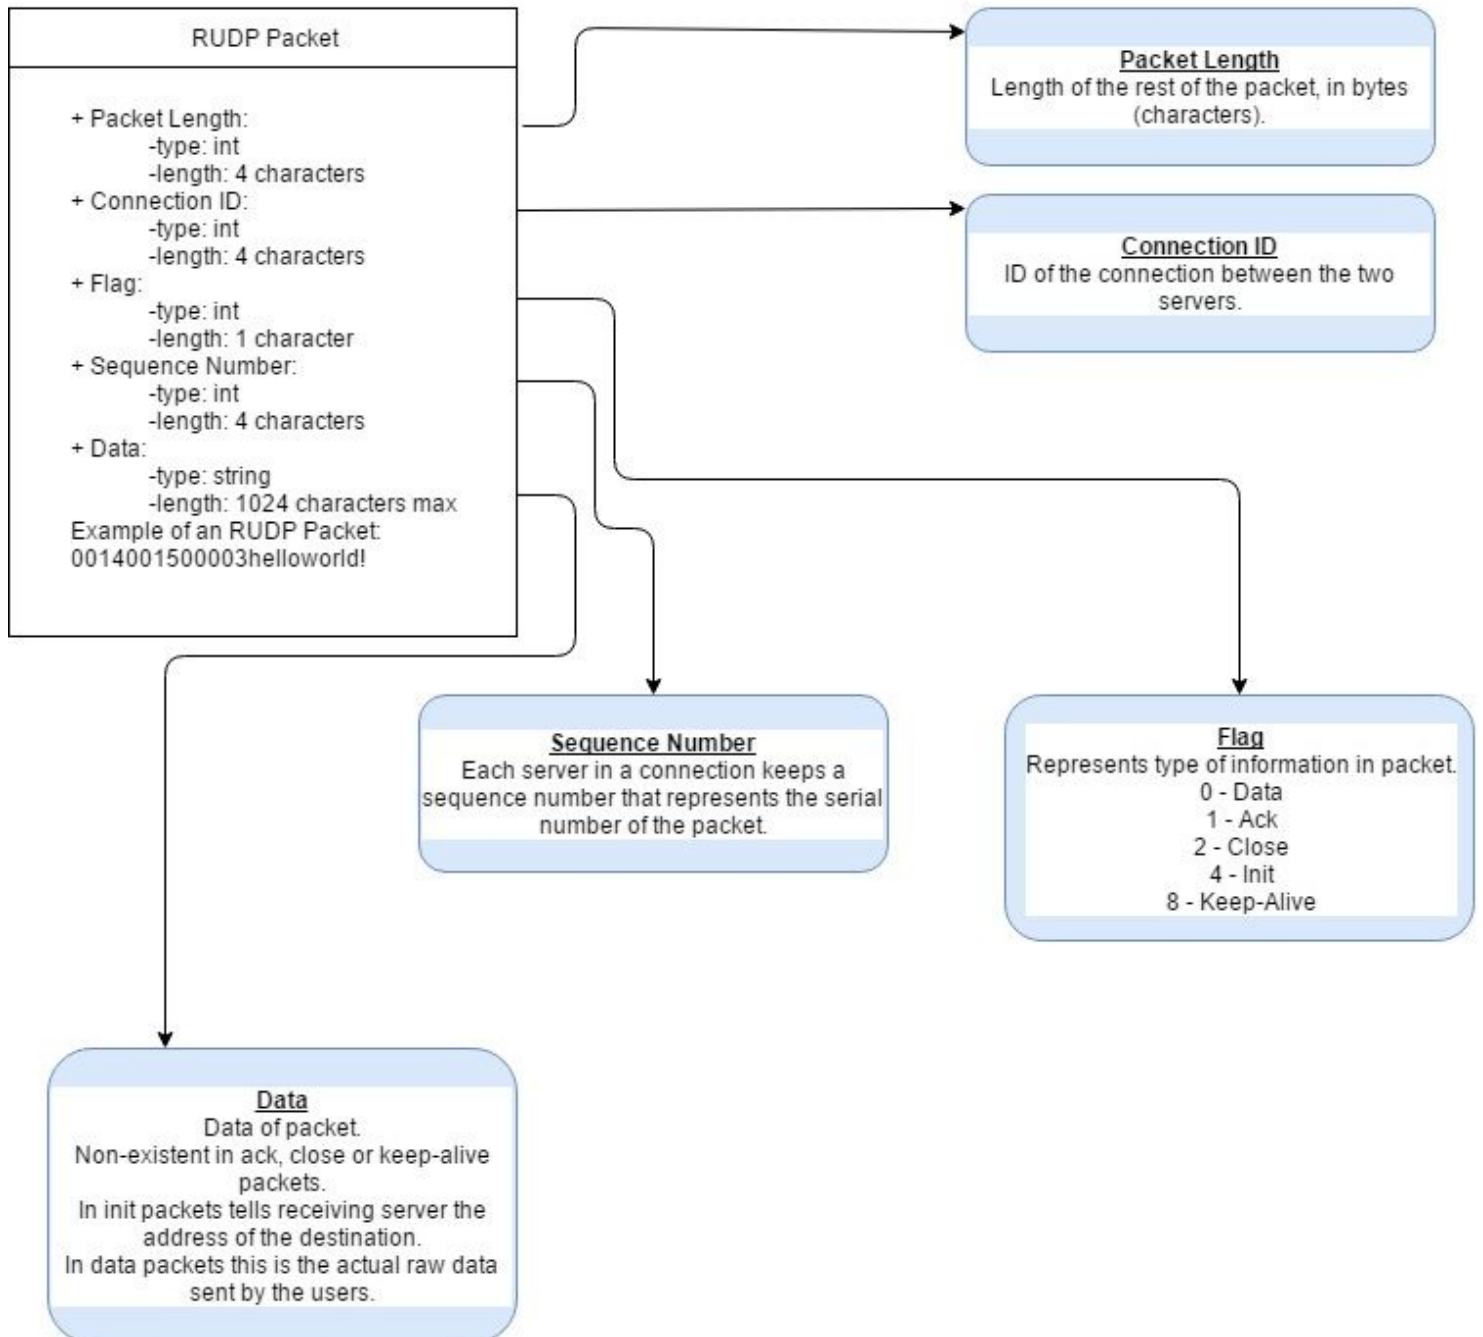 RUDP Packet
+ Packet Length:
-type: int
-length: 4 characters
+ Connection ID:
-type: int
-length: 4 characters
+ Flag:
-type: int
-length: 1 character
+ Sequence Number:
-type: int
-length: 4 characters
+ Data:
-type: string
-length: 1024 characters max
Example of an RUDP Packet:
0014001500003helloworld!
Packet Length
Length of the rest of the packet, in bytes
(characters).
Connection ID
ID of the connection between the two
servers.
Sequence Number
Each server in a connection keeps a
sequence number that represents the serial
number of the packet.
Flag
Represents type of information in packet.
0 - Data
1 - Ack
2 - Close
4 - Init
8 - Keep-Alive
Data
Data of packet.
Non-existent in ack, close or keep-alive
packets.
In init packets tells receiving server the
address of the destination.
In data packets this is the actual raw data
sent by the users.